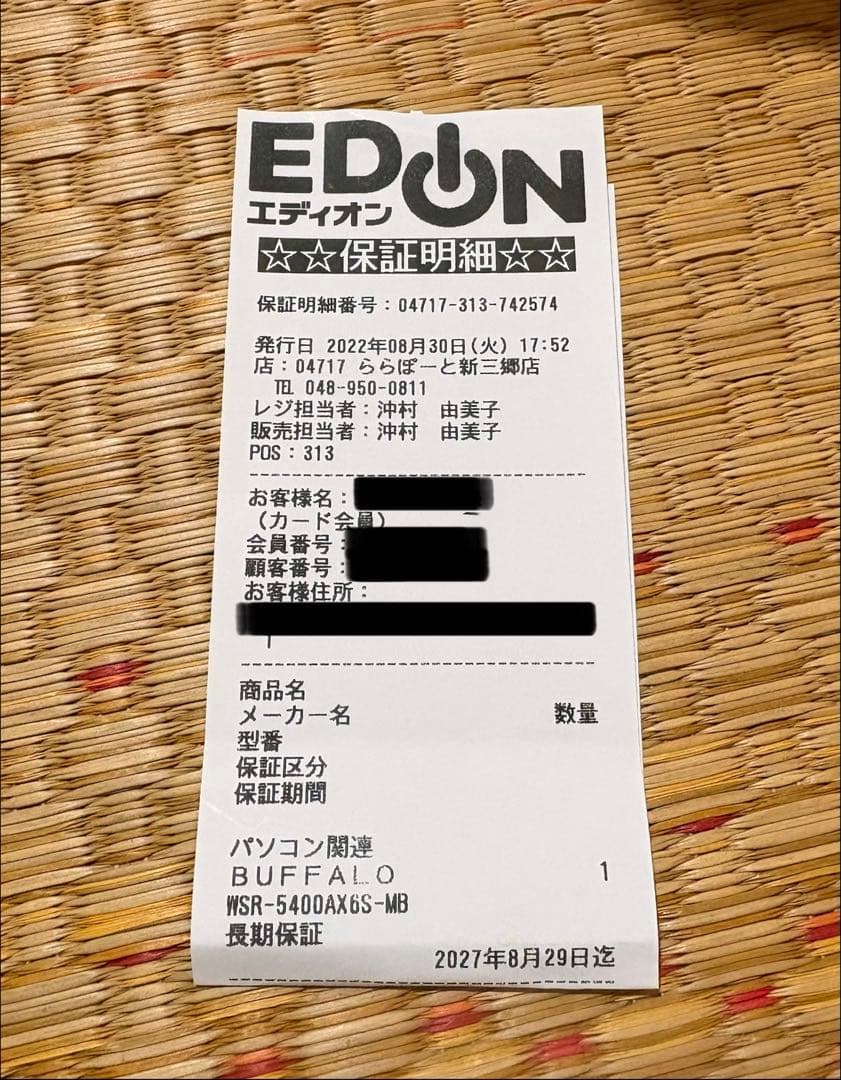 EDION
エディオン
☆☆保証明細☆☆
保証明細番号：04717-313-742574
発行日 2022年08月30日(火) 17:52
店：04717 ららぽーと新三郷店
TEL 048-950-0811
レジ担当者：沖村 由美子
販売担当者：沖村 由美子
POS：313
お客様名：
（カード会員）
会員番号：
顧客番号：
お客様住所：
商品名
メーカー名 数量
型番
保証区分
保証期間
パソコン関連
BUFFALO 1
WSR-5400AX6S-MB
長期保証
2027年8月29日迄